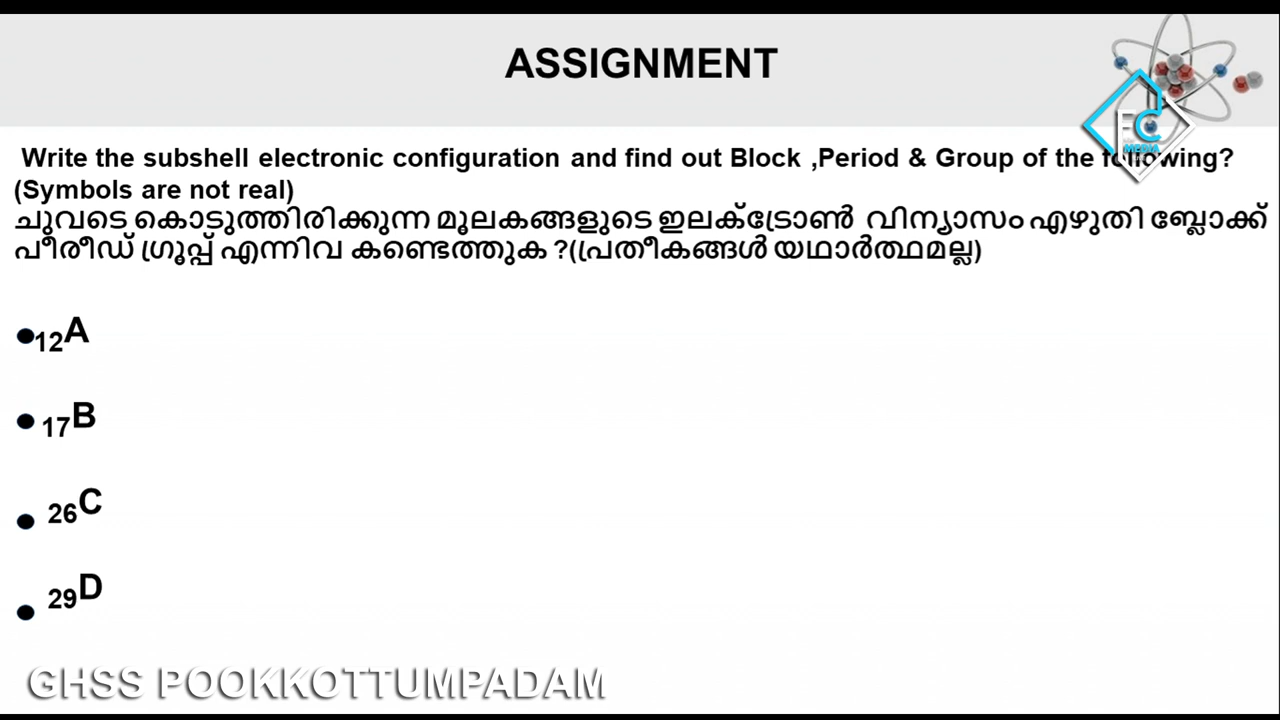 ASSIGNMENT
FC
MEDIA
Write the subshell electronic configuration and find out Block ,Period & Group of the following?
(Symbols are not real)
ചുവടെ കൊടുത്തിരിക്കുന്ന മൂലകങ്ങളുടെ ഇലക്ട്രോൺ വിന്യാസം എഴുതി ബ്ലോക്ക്
പീരീഡ് ഗ്രൂപ്പ് എന്നിവ കണ്ടെത്തുക ?(പ്രതീകങ്ങൾ യഥാർത്ഥമല്ല)
•₁₂A
• ₁₇B
• ₂₆C
• ₂₉D
GHSS POOKKOTTUMPADAM